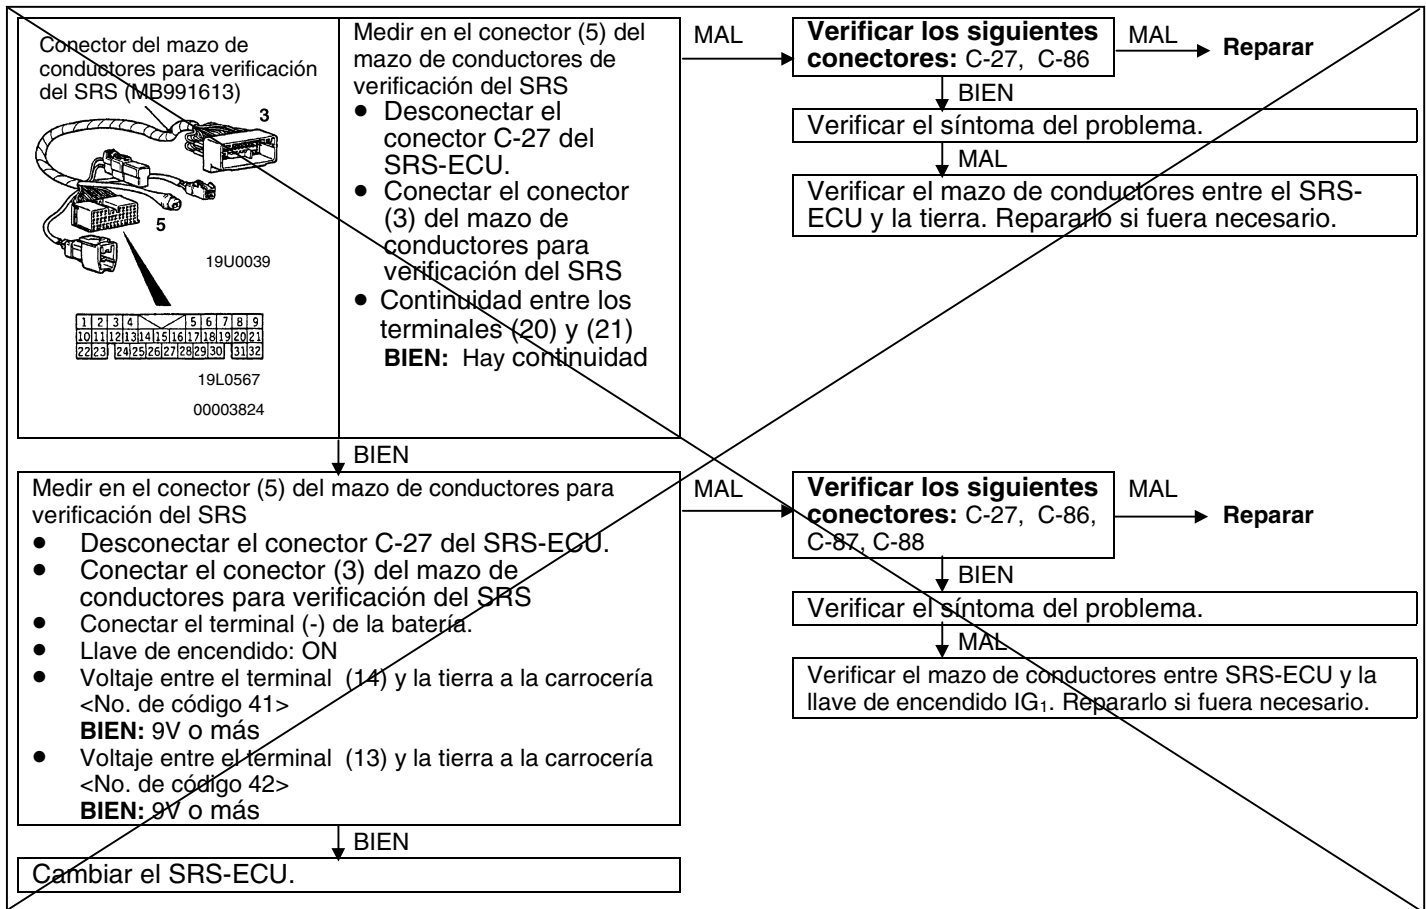 Conector del mazo de
conductores para verificación
del SRS (MB991613)
3
5
19U0039
1 2 3 4 5 6 7 8 9
10 11 12 13 14 15 16 17 18 19 20 21
22 23 24 25 26 27 28 29 30 31 32
19L0567
00003824
Medir en el conector (5) del
mazo de conductores de
verificación del SRS
● Desconectar el
conector C-27 del
SRS-ECU.
● Conectar el conector
(3) del mazo de
conductores para
verificación del SRS
● Continuidad entre los
terminales (20) y (21)
BIEN: Hay continuidad
MAL
Verificar los siguientes
conectores: C-27, C-86
MAL
Reparar
BIEN
Verificar el síntoma del problema.
MAL
Verificar el mazo de conductores entre el SRS-
ECU y la tierra. Repararlo si fuera necesario.
BIEN
Medir en el conector (5) del mazo de conductores para
verificación del SRS
● Desconectar el conector C-27 del SRS-ECU.
● Conectar el conector (3) del mazo de
conductores para verificación del SRS
● Conectar el terminal (-) de la batería.
● Llave de encendido: ON
● Voltaje entre el terminal (14) y la tierra a la carrocería
<No. de código 41>
BIEN: 9V o más
● Voltaje entre el terminal (13) y la tierra a la carrocería
<No. de código 42>
BIEN: 9V o más
MAL
Verificar los siguientes
conectores: C-27, C-86,
C-87, C-88
MAL
Reparar
BIEN
Verificar el síntoma del problema.
MAL
Verificar el mazo de conductores entre SRS-ECU y la
llave de encendido IG₁. Repararlo si fuera necesario.
BIEN
Cambiar el SRS-ECU.